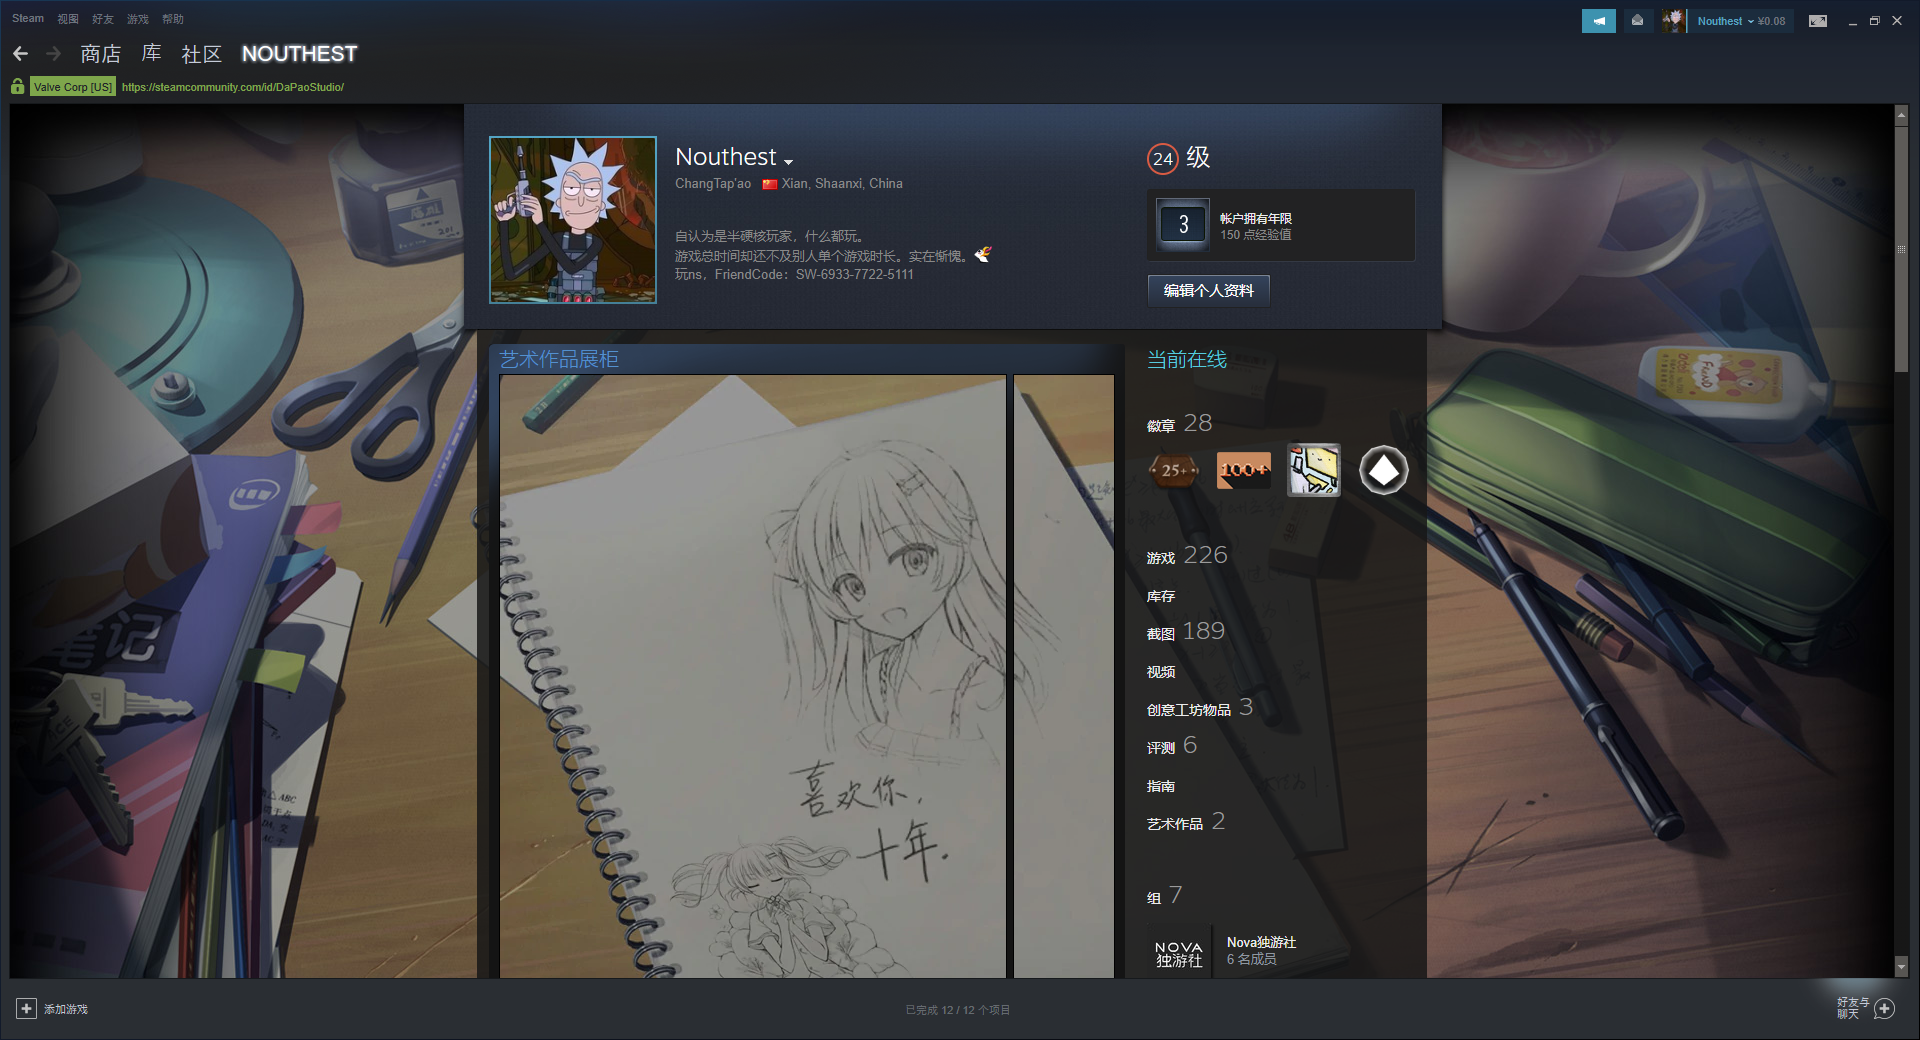 Steam 视图 好友 游戏 帮助
Nouthest ¥0.08
商店 库 社区 NOUTHEST
Valve Corp [US] https://steamcommunity.com/id/DaPaoStudio/
Nouthest
ChangTap'ao Xian, Shaanxi, China
自认为是半硬核玩家，什么都玩。
游戏总时间却还不及别人单个游戏时长。实在惭愧。
玩ns，FriendCode：SW-6933-7722-5111
24 级
3
帐户拥有年限
150 点经验值
编辑个人资料
艺术作品展柜
喜欢你，
十年.
笔记
ABC
当前在线
徽章 28
25+
100+
游戏 226
库存
截图 189
视频
创意工坊物品 3
评测 6
指南
艺术作品 2
组 7
NOVA
独游社
Nova独游社
6 名成员
添加游戏
已完成 12 / 12 个项目
好友与
聊天